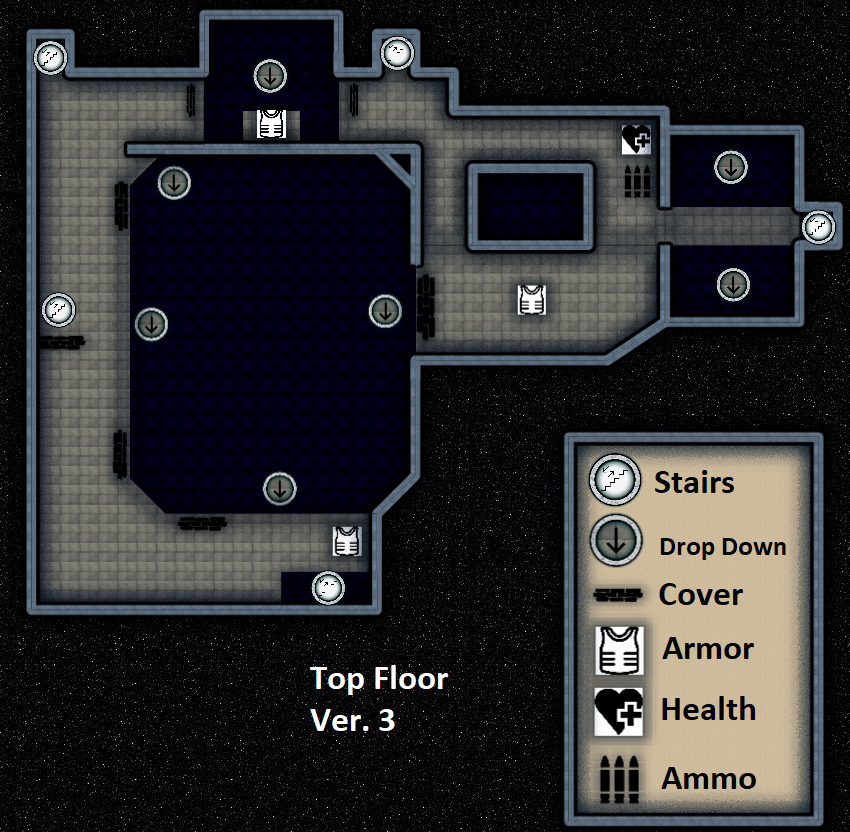 Stairs
Drop Down
Cover
Armor
Health
Ammo
Top Floor
Ver. 3